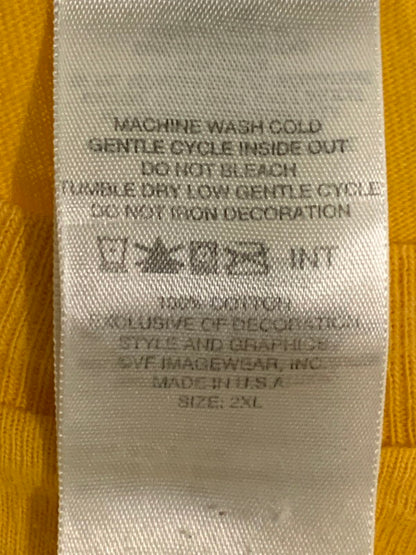 MACHINE WASH COLD
GENTLE CYCLE INSIDE OUT
DO NOT BLEACH
TUMBLE DRY LOW GENTLE CYCLE
DO NOT IRON DECORATION
INT
100% COTTON
EXCLUSIVE OF DECORATION
STYLE AND GRAPHICS
©VF IMAGEWEAR, INC.
MADE IN U.S.A
SIZE: 2XL